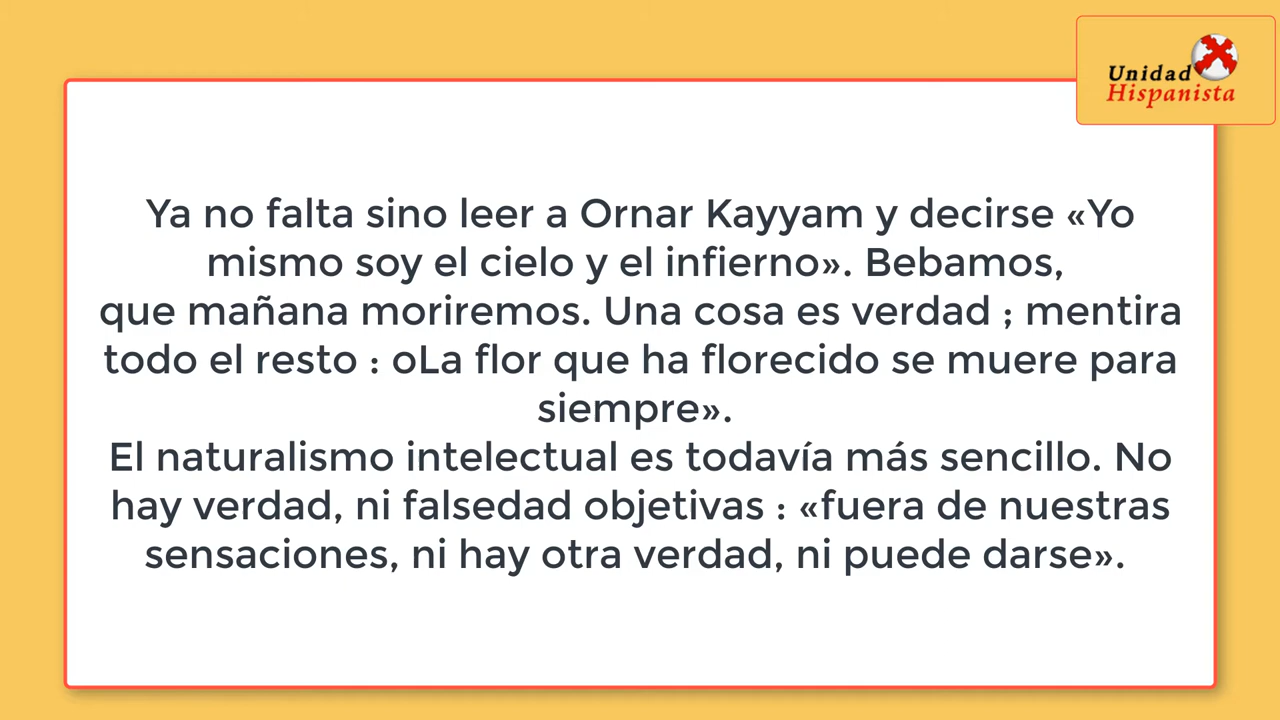 Unidad
Hispanista
Ya no falta sino leer a Ornar Kayyam y decirse «Yo
mismo soy el cielo y el infierno». Bebamos,
que mañana moriremos. Una cosa es verdad ; mentira
todo el resto : oLa flor que ha florecido se muere para
siempre».
El naturalismo intelectual es todavía más sencillo. No
hay verdad, ni falsedad objetivas : «fuera de nuestras
sensaciones, ni hay otra verdad, ni puede darse».